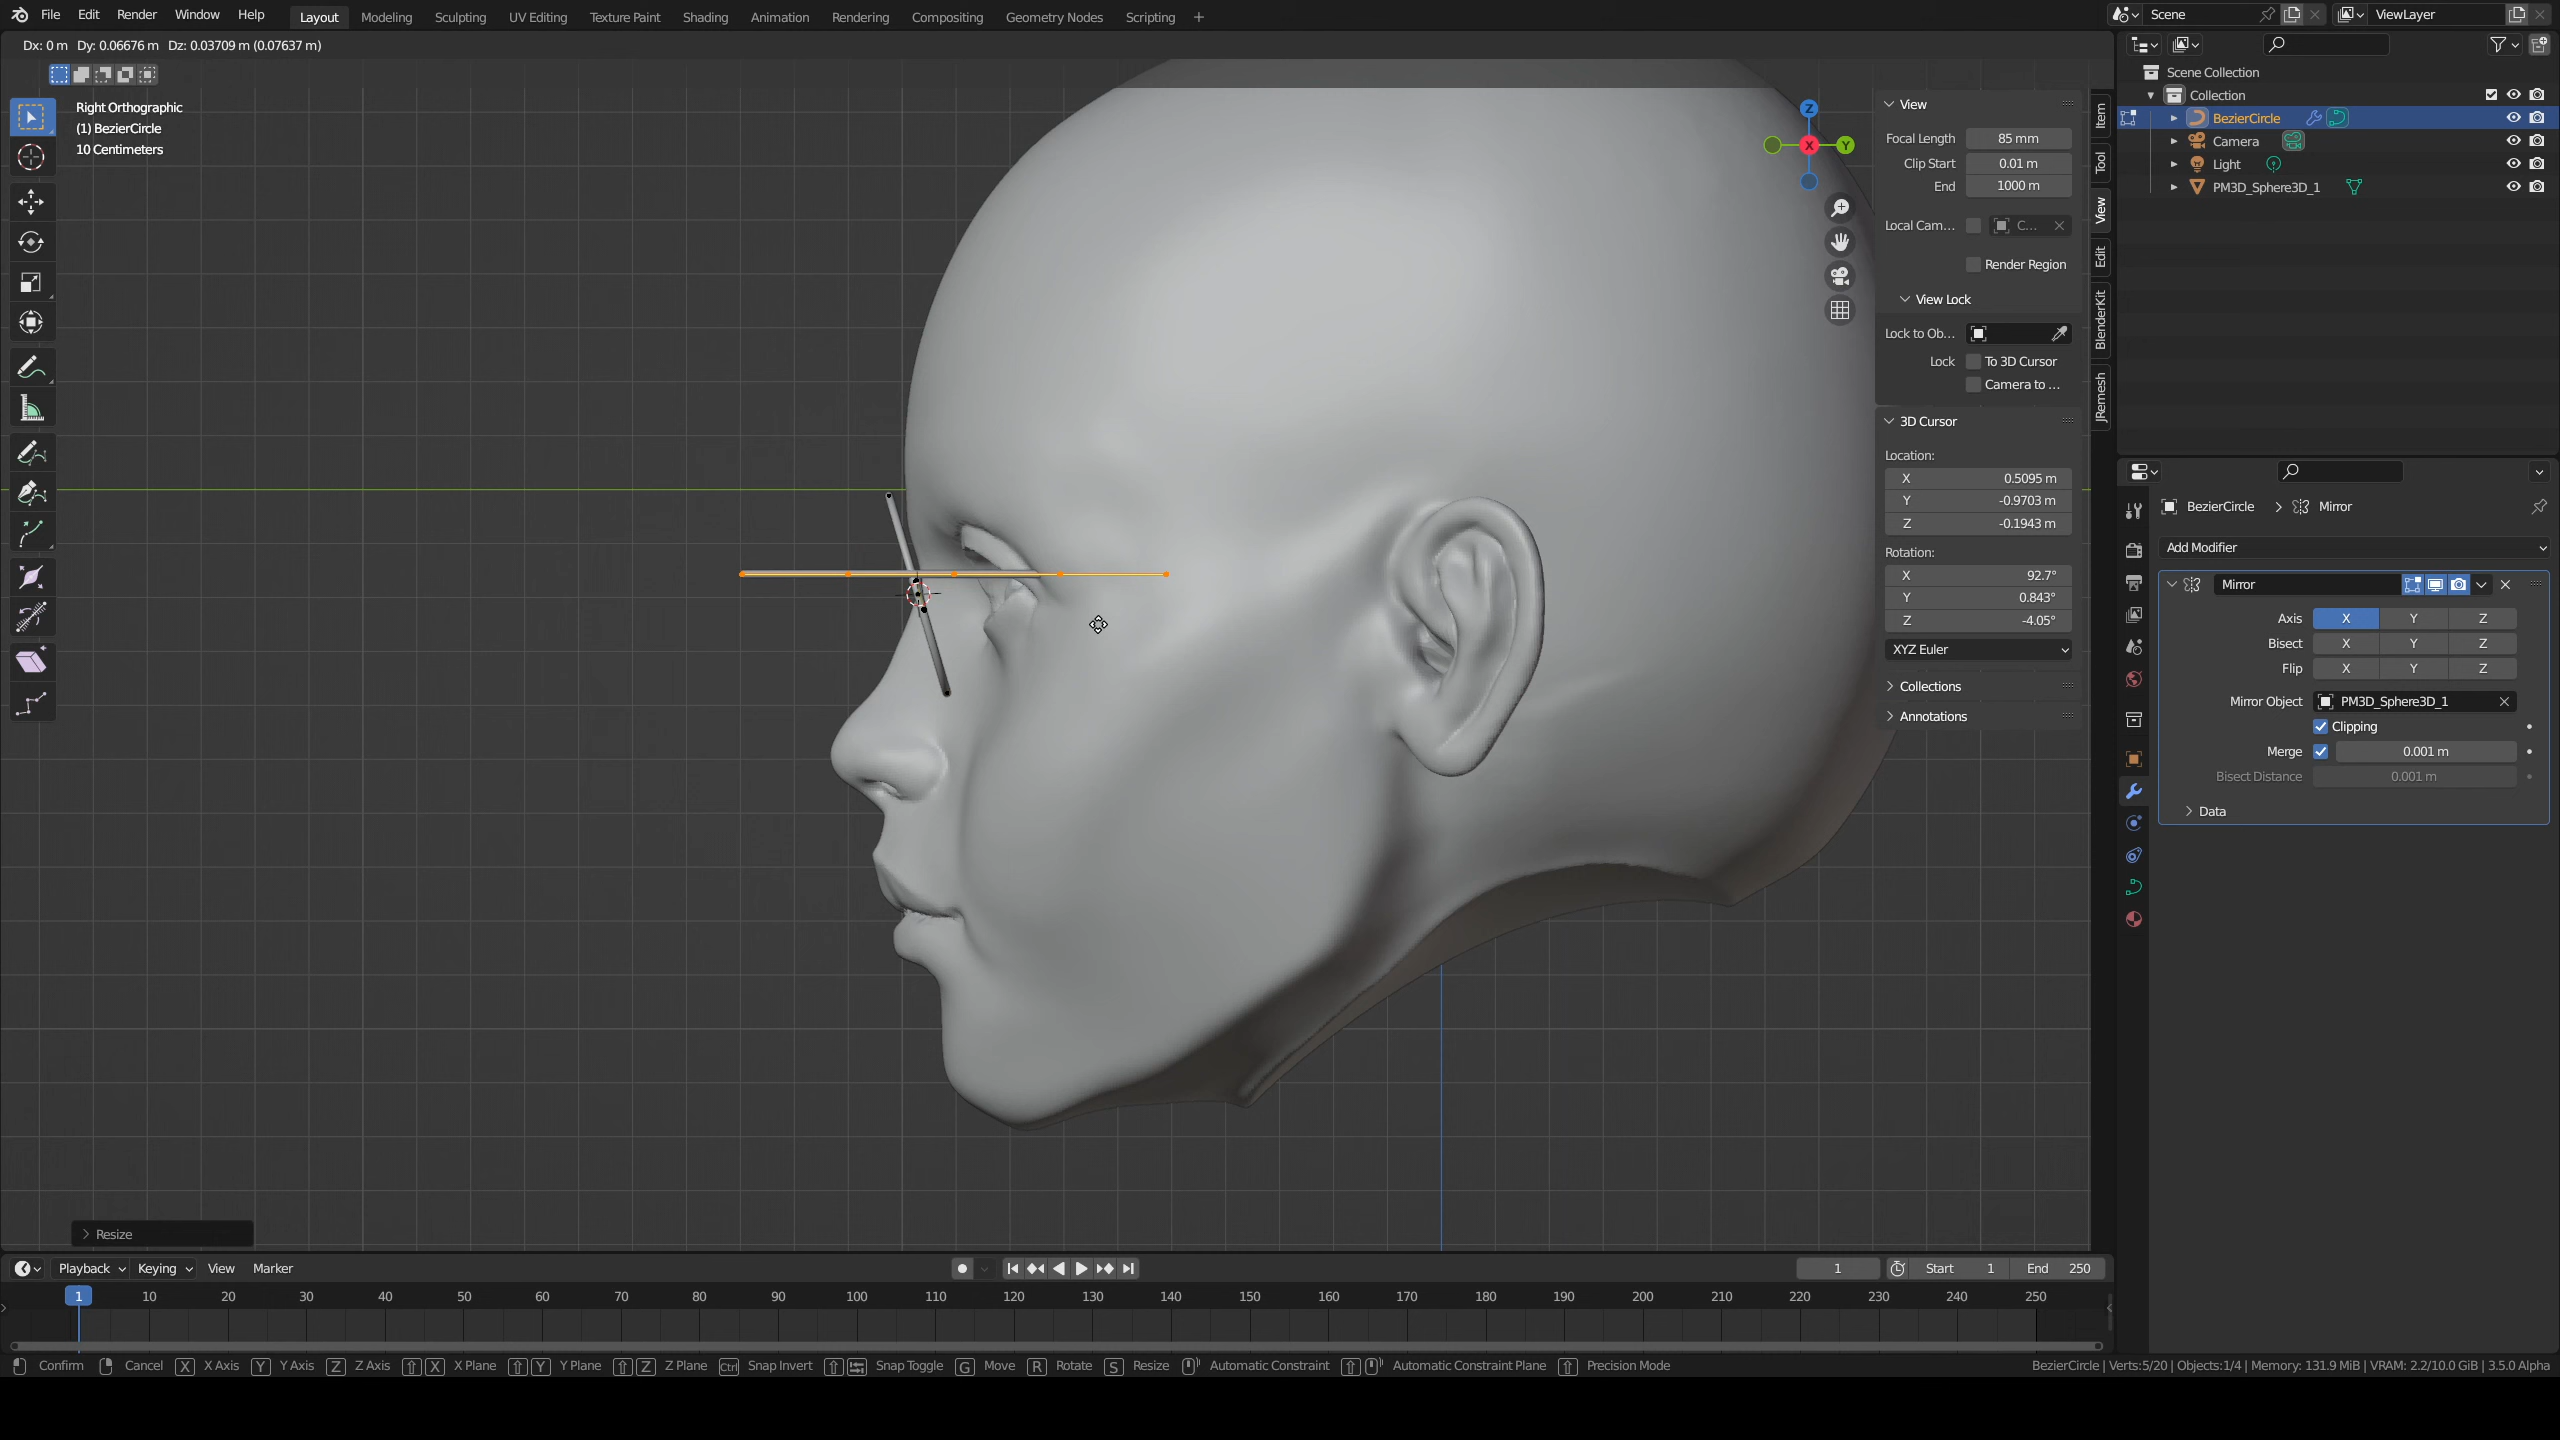 File Edit Render Window Help Layout Modeling Sculpting UV Editing Texture Paint Shading Animation Rendering Compositing Geometry Nodes Scripting + Scene ViewLayer
Dx: 0 m Dy: 0.06676 m Dz: 0.03709 m (0.07637 m)
Right Orthographic
(1) BezierCircle
10 Centimeters
Z
X
Y
View
Focal Length 85 mm
Clip Start 0.01 m
End 1000 m
Local Cam... C...
Render Region
View Lock
Lock to Ob...
Lock To 3D Cursor
Camera to ...
3D Cursor
Location:
X 0.5095 m
Y -0.9703 m
Z -0.1943 m
Rotation:
X 92.7°
Y 0.843°
Z -4.05°
XYZ Euler
Collections
Annotations
Item
Tool
View
Edit
BlenderKit
JRemesh
Scene Collection
Collection
BezierCircle
Camera
Light
PM3D_Sphere3D_1
BezierCircle > Mirror
Add Modifier
Mirror
Axis X Y Z
Bisect X Y Z
Flip X Y Z
Mirror Object PM3D_Sphere3D_1
Clipping
Merge 0.001 m
Bisect Distance 0.001 m
Data
Resize
Playback Keying View Marker 1 Start 1 End 250
1 10 20 30 40 50 60 70 80 90 100 110 120 130 140 150 160 170 180 190 200 210 220 230 240 250
Confirm Cancel X X Axis Y Y Axis Z Z Axis X X Plane Y Y Plane Z Z Plane Ctrl Snap Invert Snap Toggle G Move R Rotate S Resize Automatic Constraint Automatic Constraint Plane Precision Mode BezierCircle | Verts:5/20 | Objects:1/4 | Memory: 131.9 MiB | VRAM: 2.2/10.0 GiB | 3.5.0 Alpha